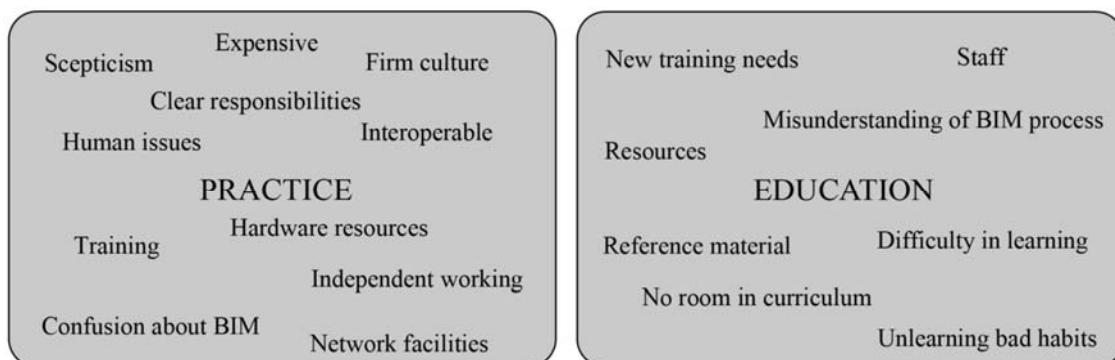 Expensive
Scepticism
Firm culture
Clear responsibilities
Interoperable
Human issues
PRACTICE
Hardware resources
Training
Independent working
Confusion about BIM
Network facilities
New training needs
Staff
Misunderstanding of BIM process
Resources
EDUCATION
Reference material
Difficulty in learning
No room in curriculum
Unlearning bad habits